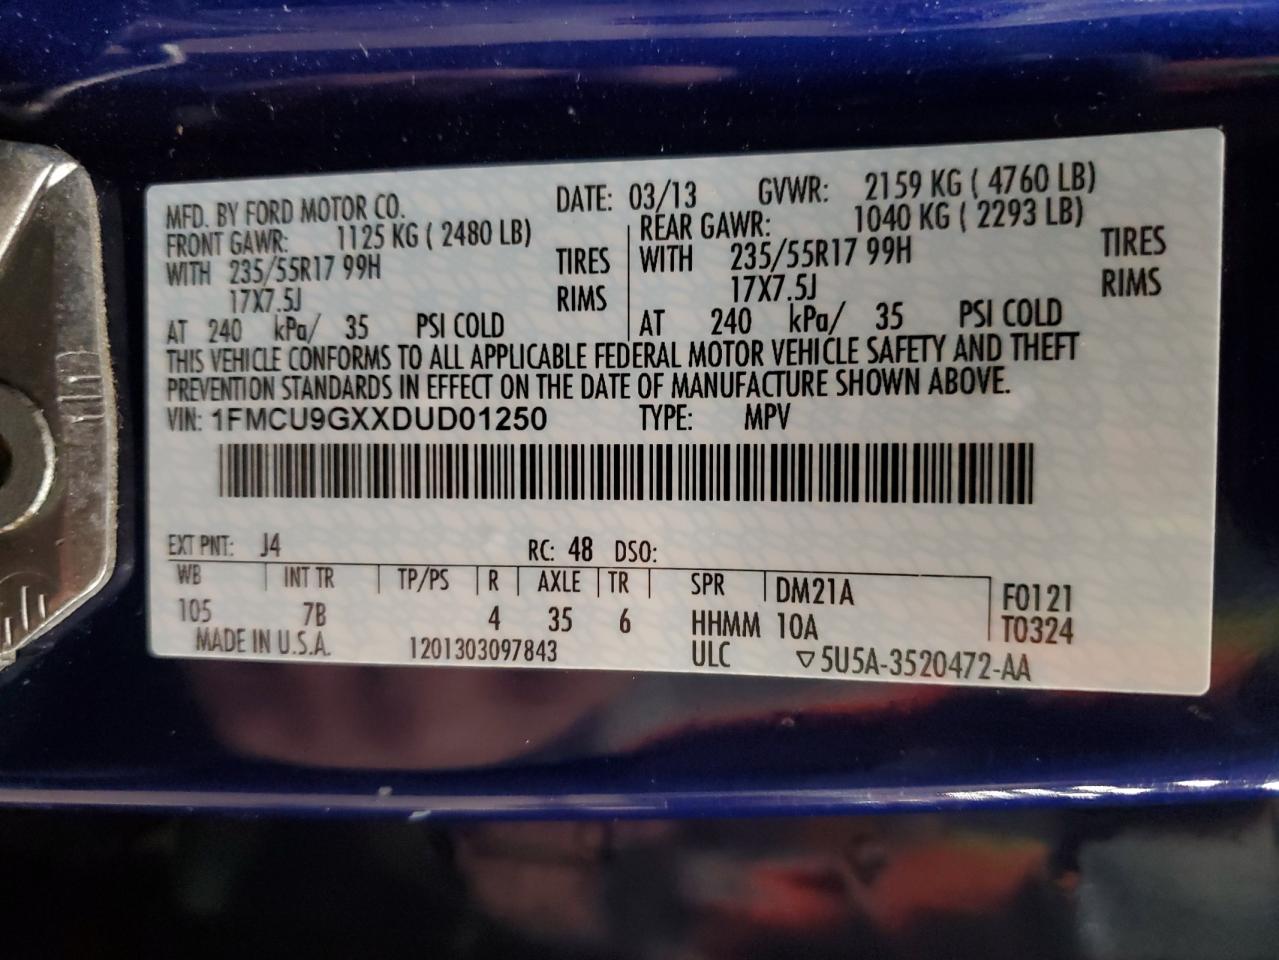 MFD. BY FORD MOTOR CO. DATE: 03/13 GVWR: 2159 KG ( 4760 LB)
FRONT GAWR: 1125 KG ( 2480 LB) REAR GAWR: 1040 KG ( 2293 LB)
WITH 235/55R17 99H TIRES WITH 235/55R17 99H TIRES
17X7.5J RIMS 17X7.5J RIMS
AT 240 kPa/ 35 PSI COLD AT 240 kPa/ 35 PSI COLD
THIS VEHICLE CONFORMS TO ALL APPLICABLE FEDERAL MOTOR VEHICLE SAFETY AND THEFT
PREVENTION STANDARDS IN EFFECT ON THE DATE OF MANUFACTURE SHOWN ABOVE.
VIN: 1FMCU9GXXDUD01250 TYPE: MPV
EXT PNT: J4 RC: 48 DSO:
WB INT TR TP/PS R AXLE TR SPR DM21A F0121
105 7B 4 35 6 HHMM 10A T0324
MADE IN U.S.A. 1201303097843 ULC ▽5U5A-3520472-AA